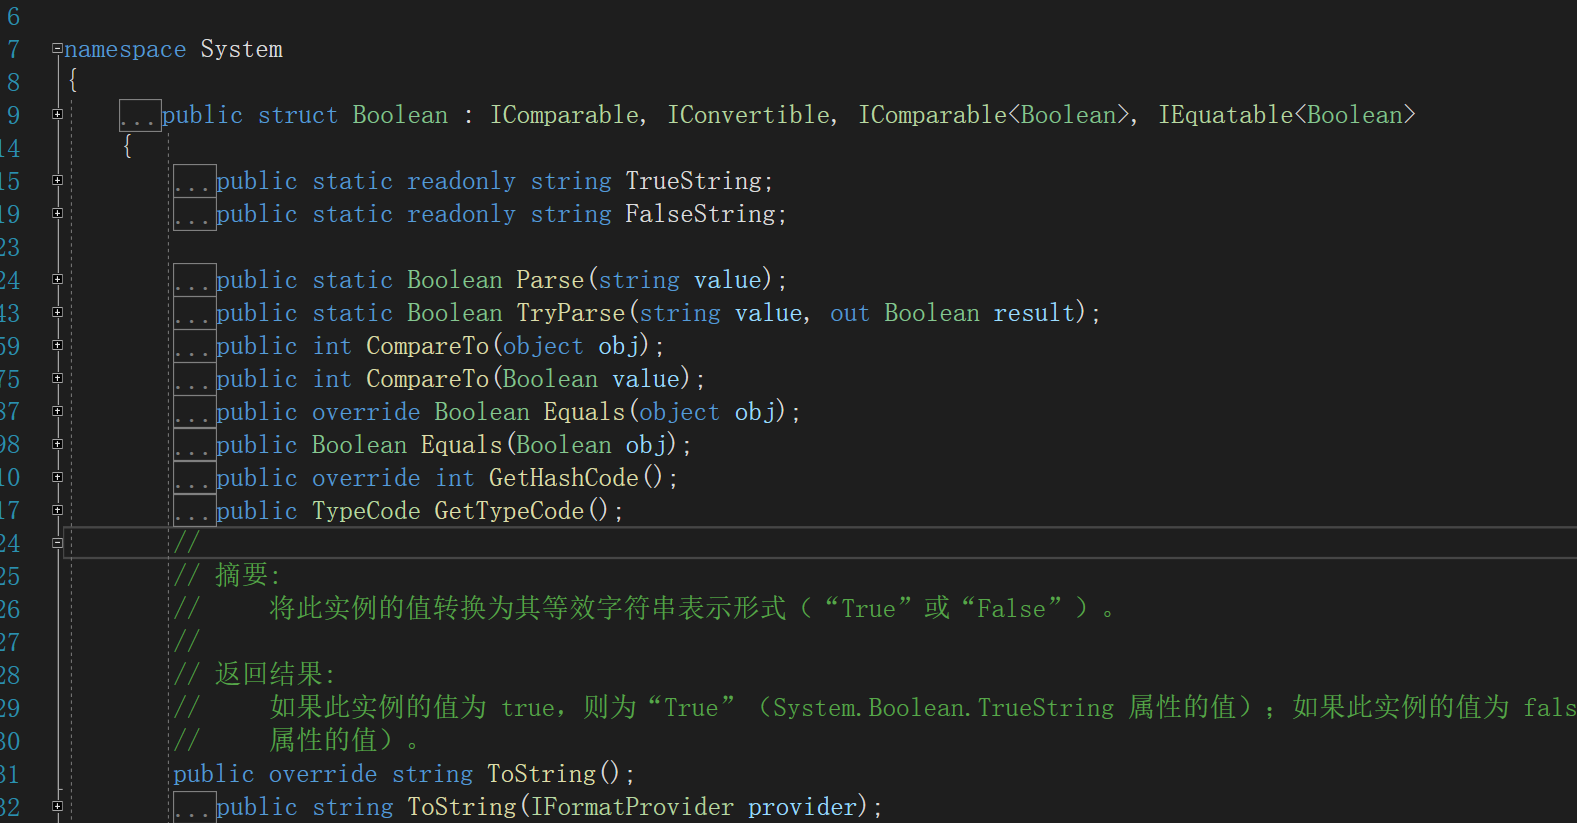 6
7 namespace System
8 {
9 ...public struct Boolean : IComparable, IConvertible, IComparable<Boolean>, IEquatable<Boolean>
14 {
15 ...public static readonly string TrueString;
19 ...public static readonly string FalseString;
23
24 ...public static Boolean Parse(string value);
43 ...public static Boolean TryParse(string value, out Boolean result);
59 ...public int CompareTo(object obj);
75 ...public int CompareTo(Boolean value);
87 ...public override Boolean Equals(object obj);
98 ...public Boolean Equals(Boolean obj);
10 ...public override int GetHashCode();
17 ...public TypeCode GetTypeCode();
24 //
25 // 摘要:
26 // 将此实例的值转换为其等效字符串表示形式（“True”或“False”）。
27 //
28 // 返回结果:
29 // 如果此实例的值为 true，则为“True”（System.Boolean.TrueString 属性的值）；如果此实例的值为 fals
30 // 属性的值）。
31 public override string ToString();
32 ...public string ToString(IFormatProvider provider);